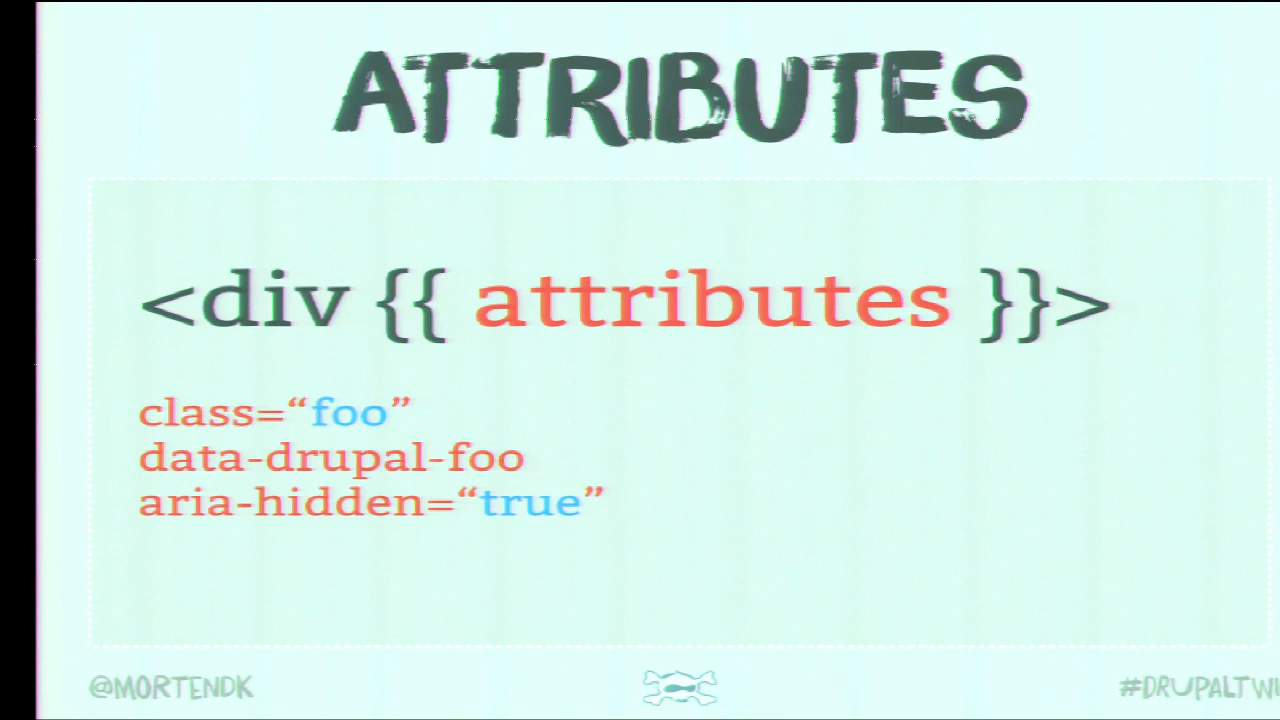 ATTRIBUTES
<div {{ attributes }}>
class=“foo”
data-drupal-foo
aria-hidden=“true”
@MORTENDK